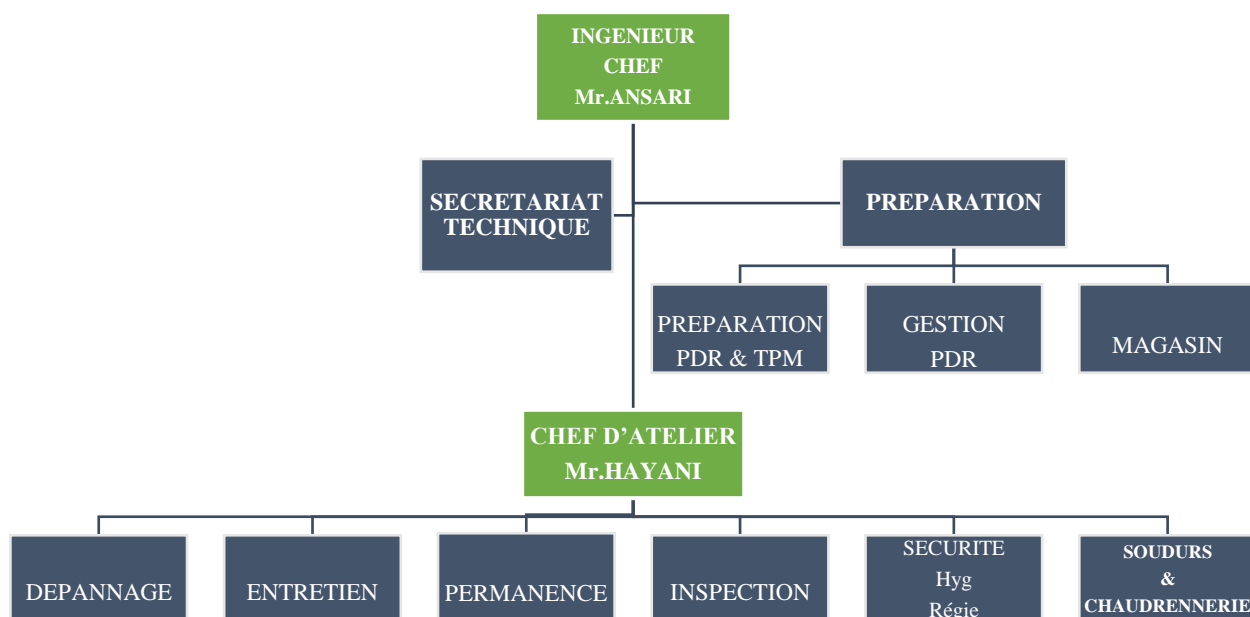 INGENIEUR
CHEF
Mr.ANSARI
SECRETARIAT
TECHNIQUE
PREPARATION
PREPARATION
PDR & TPM
GESTION
PDR
MAGASIN
CHEF D’ATELIER
Mr.HAYANI
DEPANNAGE
ENTRETIEN
PERMANENCE
INSPECTION
SECURITE
Hyg
Régie
SOUDURS
&
CHAUDRENNERIE